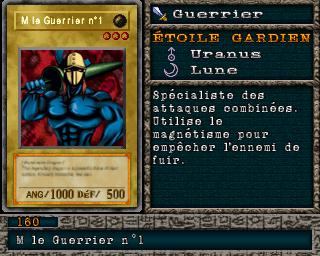 M le Guerrier n°1
ANG/1000 DÉF/ 500
Guerrier
ÉTOILE GARDIEN
Uranus
Lune
Spécialiste des
attaques combinées.
Utilise le
magnétisme pour
empêcher l'ennemi de
fuir.
160
M le Guerrier n°1